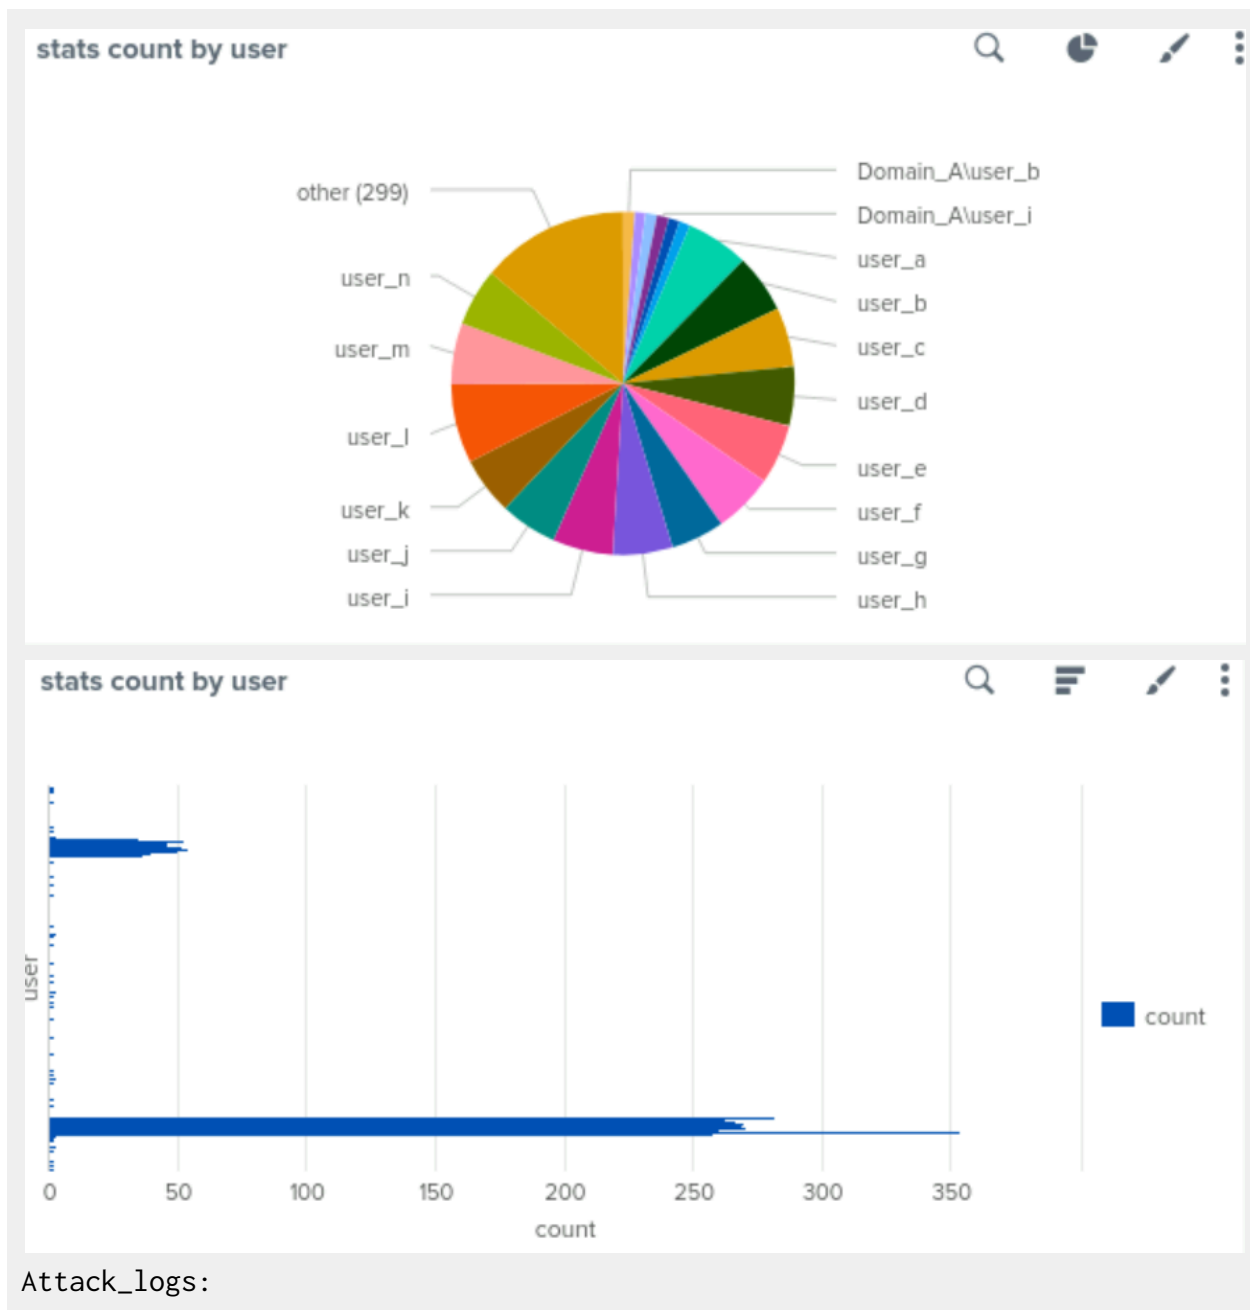 stats count by user
Domain_A\user_b
other (299)
Domain_A\user_i
user_a
user_n
user_b
user_m
user_c
user_d
user_l
user_e
user_k
user_f
user_j
user_g
user_i
user_h
stats count by user
user
count
0 50 100 150 200 250 300 350
count
Attack_logs: